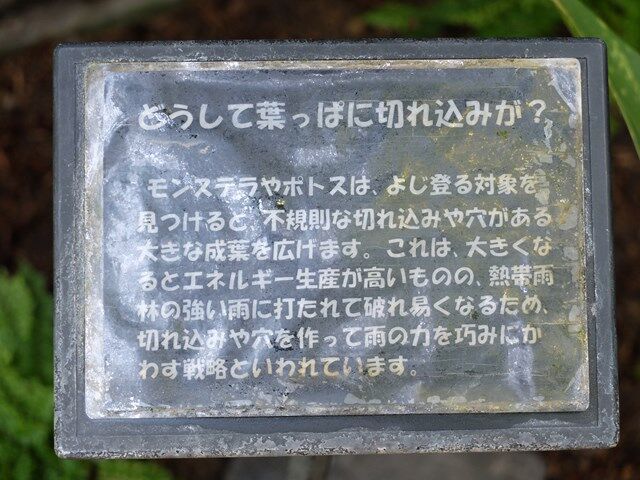 どうして葉っぱに切れ込みが？
モンステラやポトスは、よじ登る対象を
見つけると、不規則な切れ込みや穴がある
大きな成葉を広げます。これは、大きくな
るとエネルギー生産が高いものの、熱帯雨
林の強い雨に打たれて破れ易くなるため、
切れ込みや穴を作って雨の力を巧みにか
わす戦略といわれています。